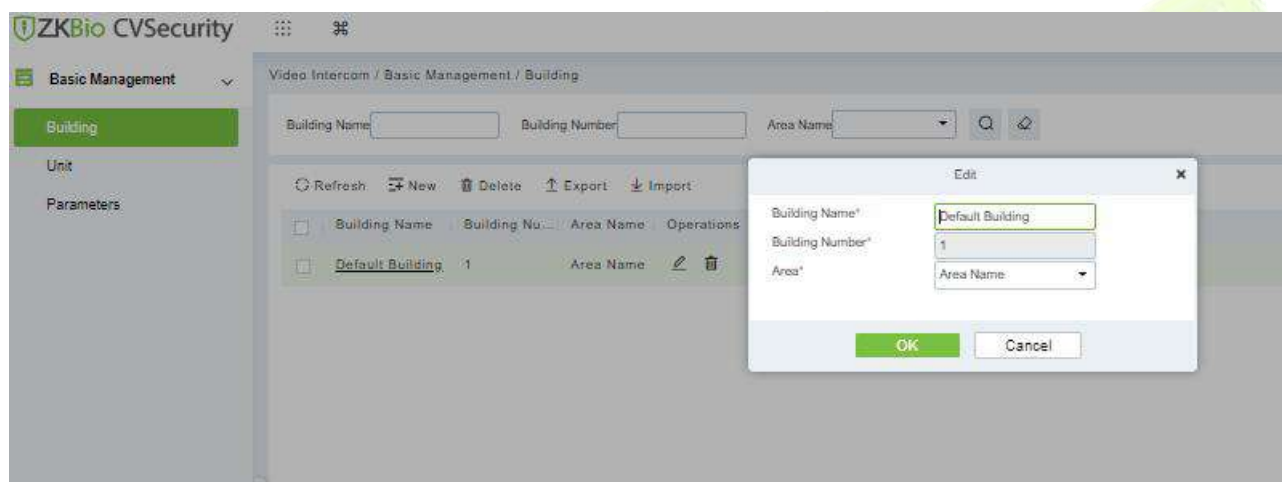 ZKBio CVSecurity
Basic Management
Building
Unit
Parameters
Video Intercom / Basic Management / Building
Building Name Building Number Area Name
Refresh New Delete Export Import
Building Name Building Nu... Area Name Operations
Default Building 1 Area Name
Edit
Building Name* Default Building
Building Number* 1
Area* Area Name
OK Cancel